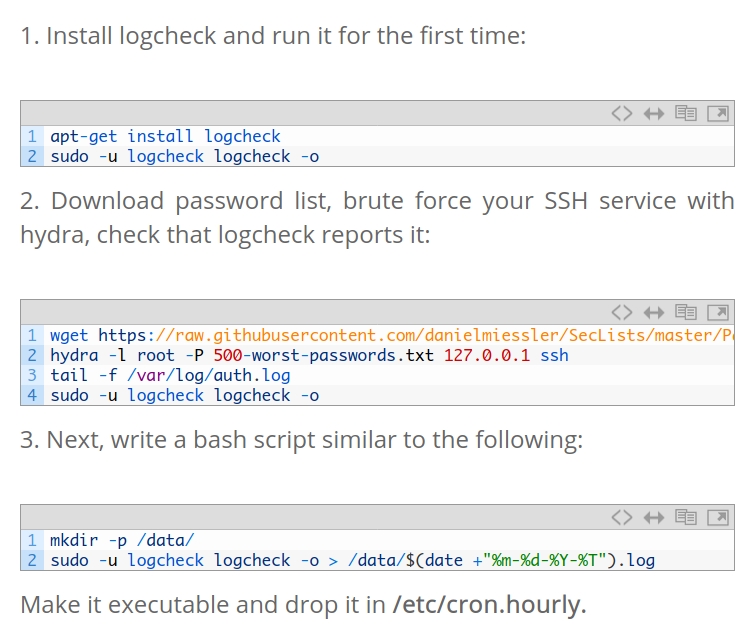 1. Install logcheck and run it for the first time:
1 apt-get install logcheck
2 sudo -u logcheck logcheck -o
2. Download password list, brute force your SSH service with
hydra, check that logcheck reports it:
1 wget https://raw.githubusercontent.com/danielmiessler/SecLists/master/P
2 hydra -l root -P 500-worst-passwords.txt 127.0.0.1 ssh
3 tail -f /var/log/auth.log
4 sudo -u logcheck logcheck -o
3. Next, write a bash script similar to the following:
1 mkdir -p /data/
2 sudo -u logcheck logcheck -o > /data/$(date +"%m-%d-%Y-%T").log
Make it executable and drop it in /etc/cron.hourly.